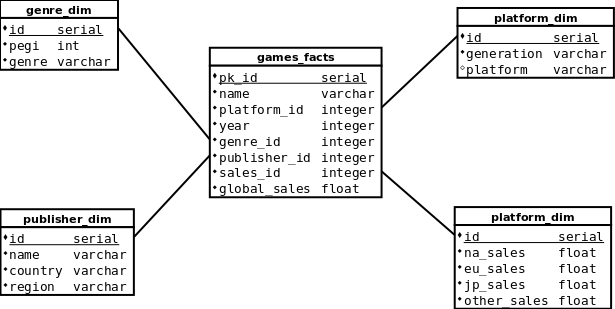 genre_dim
id serial
pegi int
genre varchar
platform_dim
id serial
generation varchar
platform varchar
games_facts
pk_id serial
name varchar
platform_id integer
year integer
genre_id integer
publisher_id integer
sales_id integer
global_sales float
publisher_dim
id serial
name varchar
country varchar
region varchar
platform_dim
id serial
na_sales float
eu_sales float
jp_sales float
other_sales float